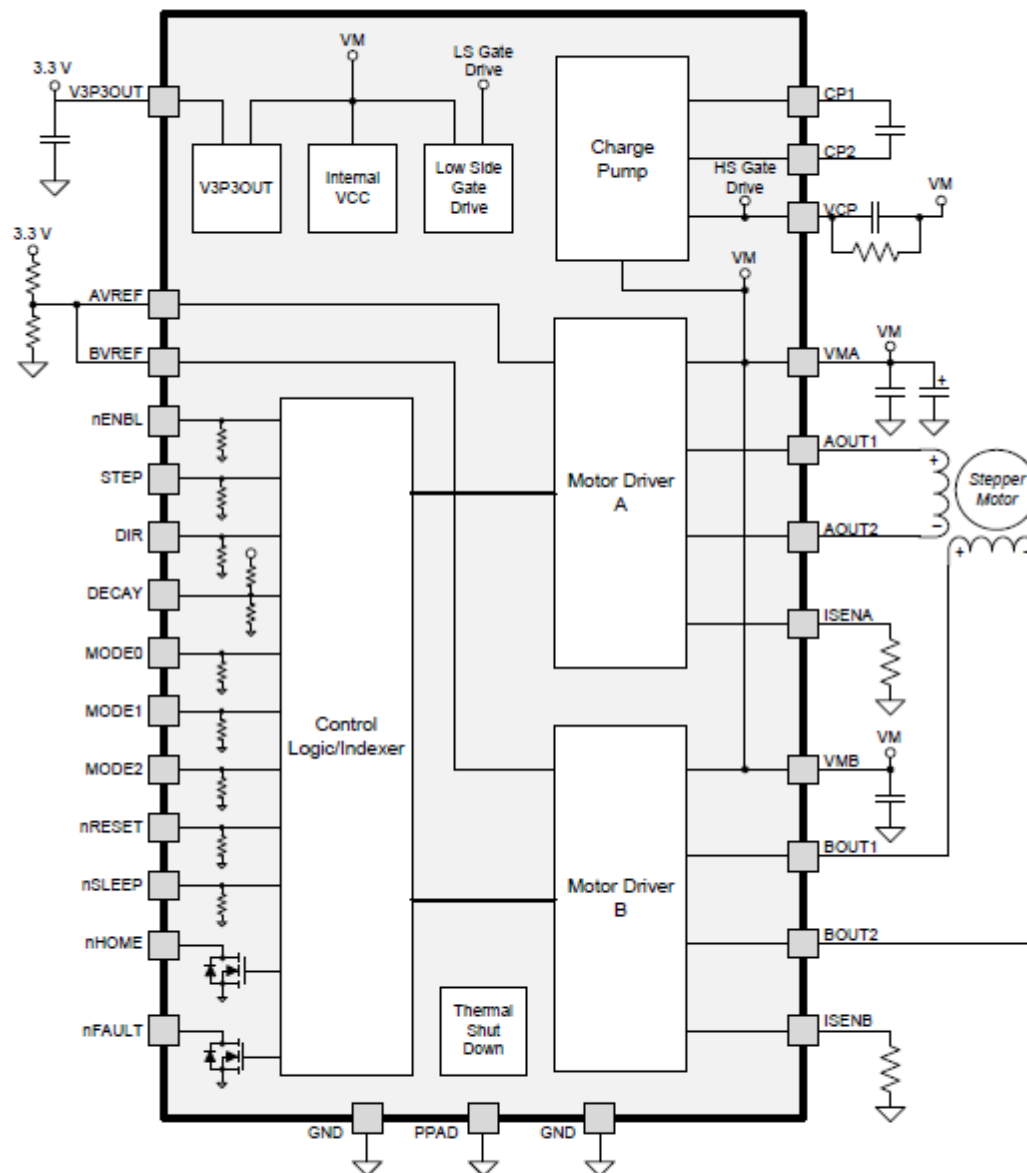 VM
LS Gate
Drive
3.3 V
V3P3OUT
CP1
Charge
Pump
CP2
V3P3OUT
Internal
VCC
Low Side
Gate
Drive
HS Gate
Drive
VM
VCP
3.3 V
VM
AVREF
BVREF
VM
VMA
nENBL
AOUT1
+
Stepper
Motor
STEP
Motor Driver
A
DIR
-
AOUT2
+
-
DECAY
ISENA
MODE0
MODE1
Control
Logic/Indexer
VM
MODE2
VMB
+
nRESET
BOUT1
nSLEEP
Motor Driver
B
nHOME
BOUT2
Thermal
Shut
Down
nFAULT
ISENB
GND
PPAD
GND